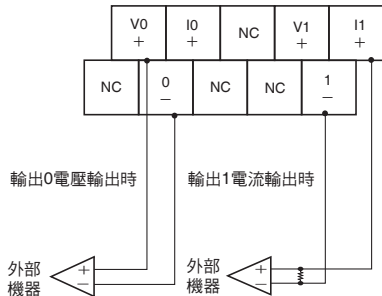 V0 I0 NC V1 I1
+ + + +
NC 0 NC NC 1
− −
輸出0電壓輸出時 輸出1電流輸出時
外部機器 + −
外部機器 + −